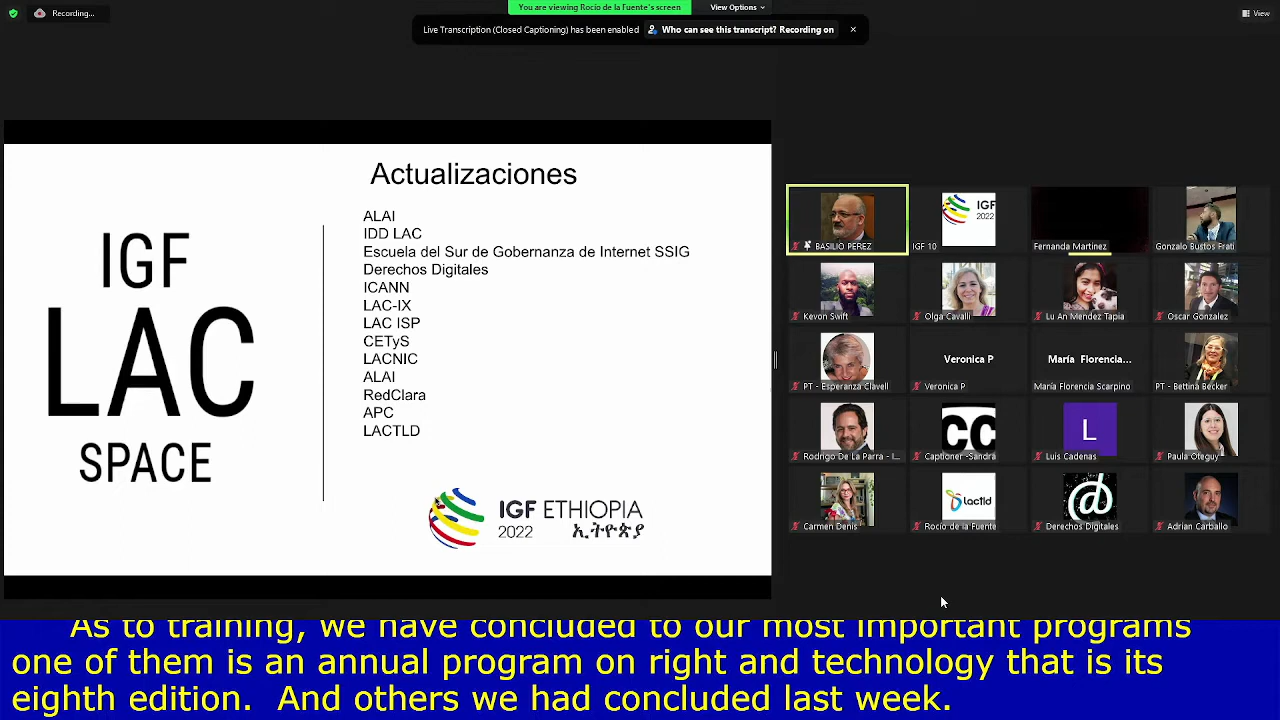 Recording...
You are viewing Rocío de la Fuente's screen
View Options
View
Live Transcription (Closed Captioning) has been enabled
Who can see this transcript? Recording on
Actualizaciones
IGF
LAC
SPACE
ALAI
IDD LAC
Escuela del Sur de Gobernanza de Internet SSIG
Derechos Digitales
ICANN
LAC-IX
LAC ISP
CETyS
LACNIC
ALAI
RedClara
APC
LACTLD
IGF ETHIOPIA
2022 ኢትዮጵያ
IGF
2022
BASILIO PEREZ
IGF 10
Fernanda Martinez
Gonzalo Bustos Frati
Kevon Swift
Olga Cavalli
Lu An Mendez Tapia
Oscar Gonzalez
PT - Esperanza Clavell
Veronica P
Veronica P
María Florencia...
María Florencia Scarpino
PT - Bettina Becker
Rodrigo De La Parra - I...
CC
Captioner -Sandra
L
Luis Cadenas
Paula Oteguy
Carmen Denis
lactld
Rocío de la Fuente
@
Derechos Digitales
Adrian Carballo
As to training, we have concluded to our most important programs
one of them is an annual program on right and technology that is its
eighth edition. And others we had concluded last week.